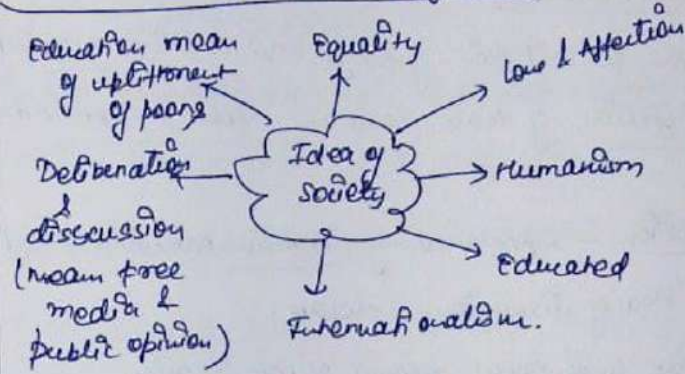 Education mean
of upliftment
of poors
Equality
Love & Affection
Idea of
Society
Humanism
Deliberation
&
disscussion
(mean free
media &
public opinion)
Educated
Internationalism.